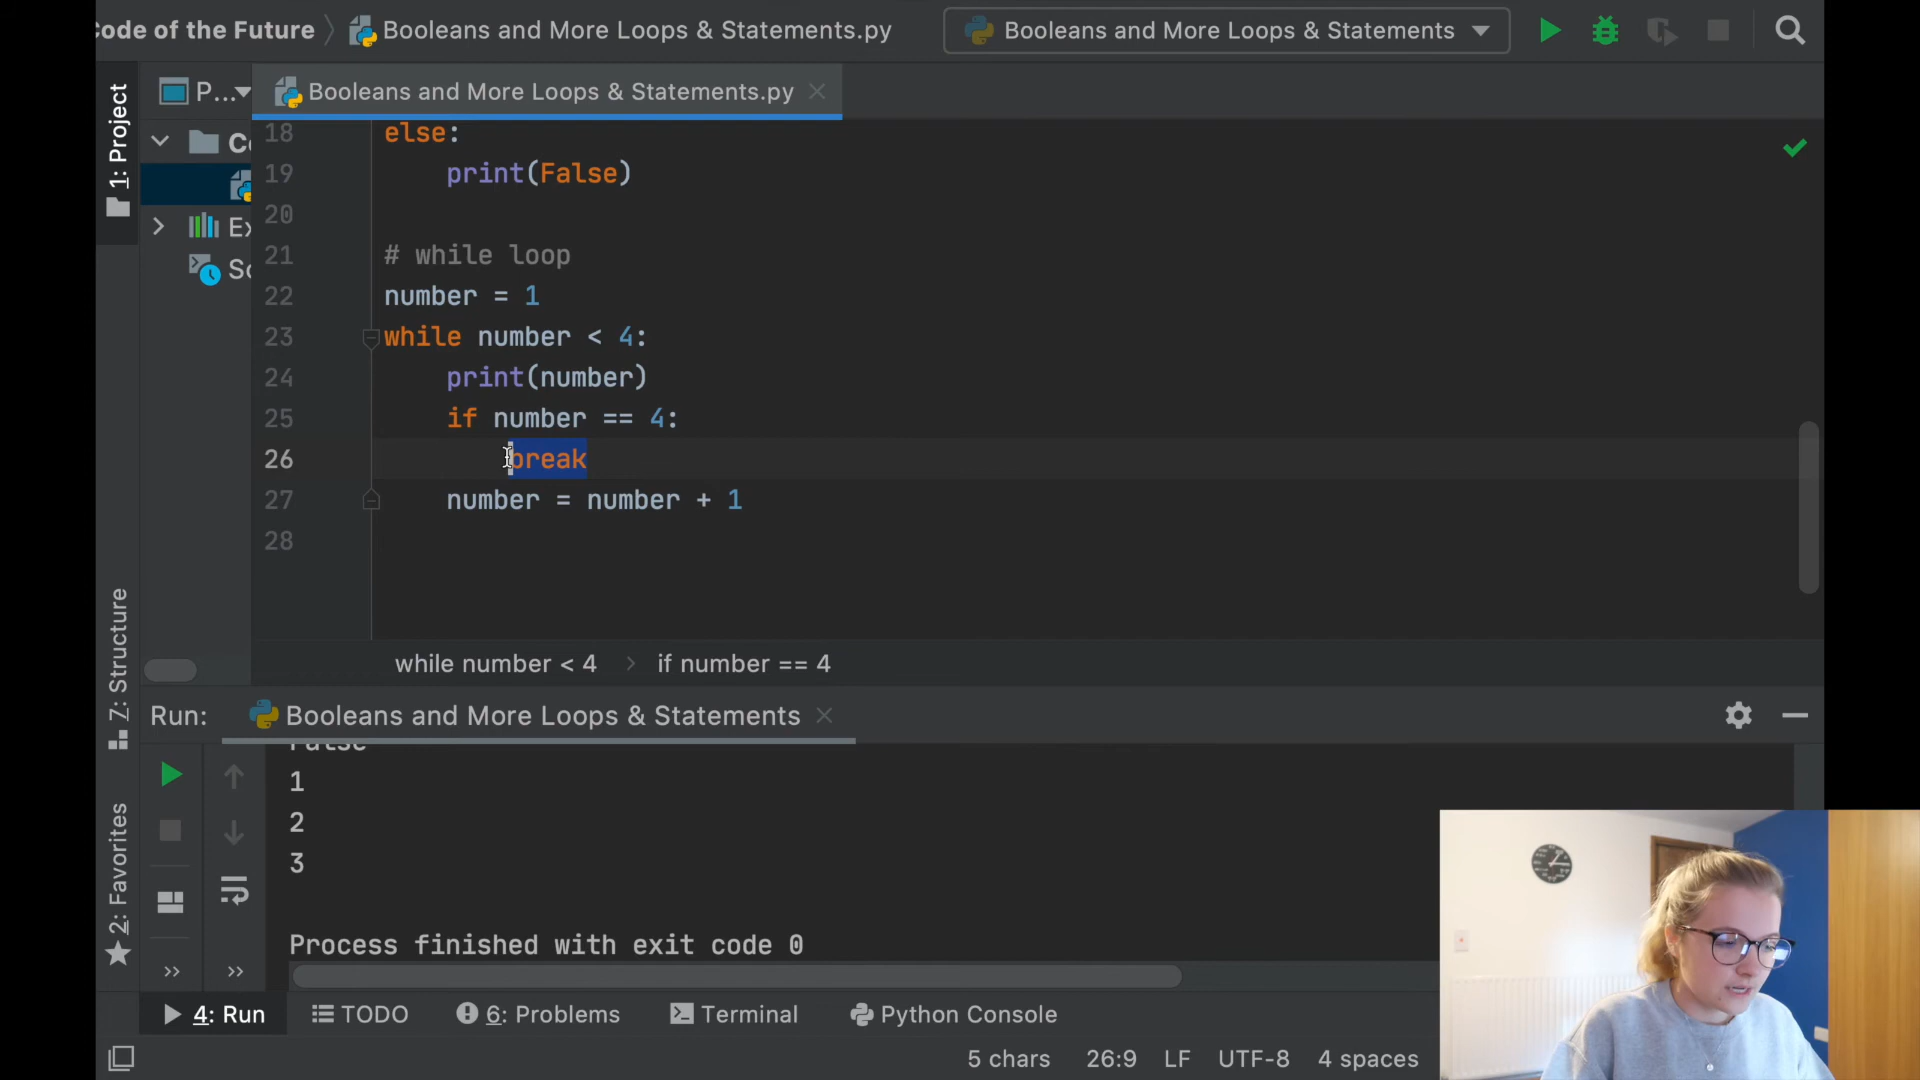 Code of the Future
Booleans and More Loops & Statements.py
Booleans and More Loops & Statements
1: Project
P...
Booleans and More Loops & Statements.py
Co
Ex
Sc
18 else:
19 print(False)
20
21 # while loop
22 number = 1
23 while number < 4:
24 print(number)
25 if number == 4:
26 break
27 number = number + 1
28
while number < 4 > if number == 4
Z: Structure
2: Favorites
Run: Booleans and More Loops & Statements
False
1
2
3
Process finished with exit code 0
4: Run
TODO
6: Problems
Terminal
Python Console
5 chars 26:9 LF UTF-8 4 spaces